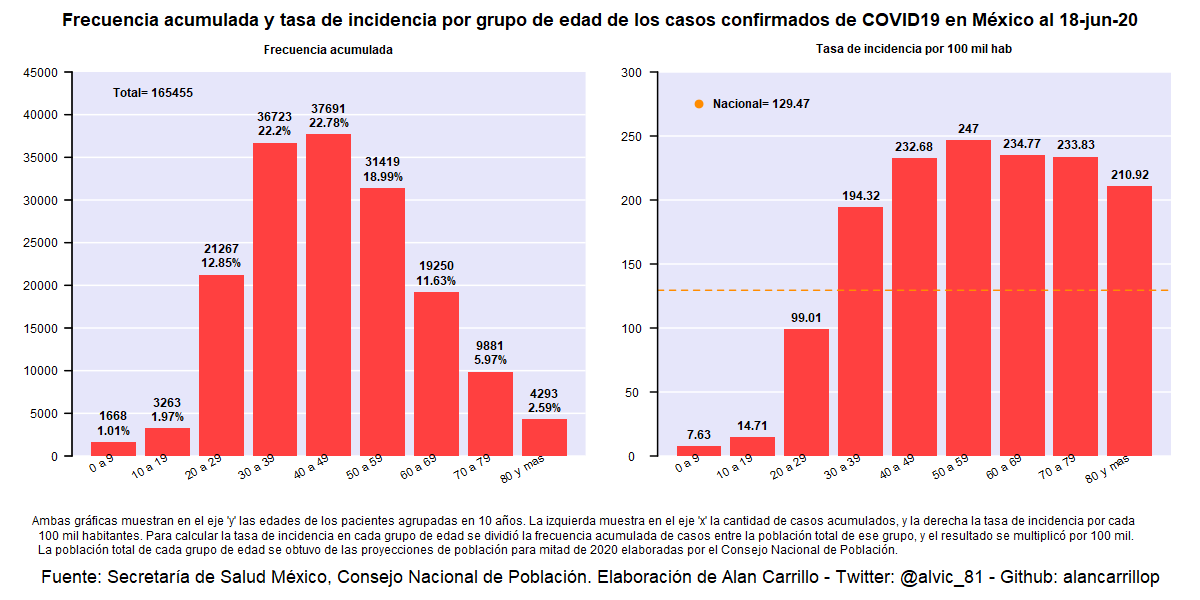 Frecuencia acumulada y tasa de incidencia por grupo de edad de los casos confirmados de COVID19 en México al 18-jun-20
Frecuencia acumulada
45000
40000
35000
30000
25000
20000
15000
10000
5000
0
Total= 165455
1668
1.01%
3263
1.97%
21267
12.85%
36723
22.2%
37691
22.78%
31419
18.99%
19250
11.63%
9881
5.97%
4293
2.59%
0 a 9
10 a 19
20 a 29
30 a 39
40 a 49
50 a 59
60 a 69
70 a 79
80 y mas
Tasa de incidencia por 100 mil hab
300
250
200
150
100
50
0
Nacional= 129.47
7.63
14.71
99.01
194.32
232.68
247
234.77
233.83
210.92
0 a 9
10 a 19
20 a 29
30 a 39
40 a 49
50 a 59
60 a 69
70 a 79
80 y mas
Ambas gráficas muestran en el eje 'y' las edades de los pacientes agrupadas en 10 años. La izquierda muestra en el eje 'x' la cantidad de casos acumulados, y la derecha la tasa de incidencia por cada
100 mil habitantes. Para calcular la tasa de incidencia en cada grupo de edad se dividió la frecuencia acumulada de casos entre la población total de ese grupo, y el resultado se multiplicó por 100 mil.
La población total de cada grupo de edad se obtuvo de las proyecciones de población para mitad de 2020 elaboradas por el Consejo Nacional de Población.
Fuente: Secretaría de Salud México, Consejo Nacional de Población. Elaboración de Alan Carrillo - Twitter: @alvic_81 - Github: alancarrillop